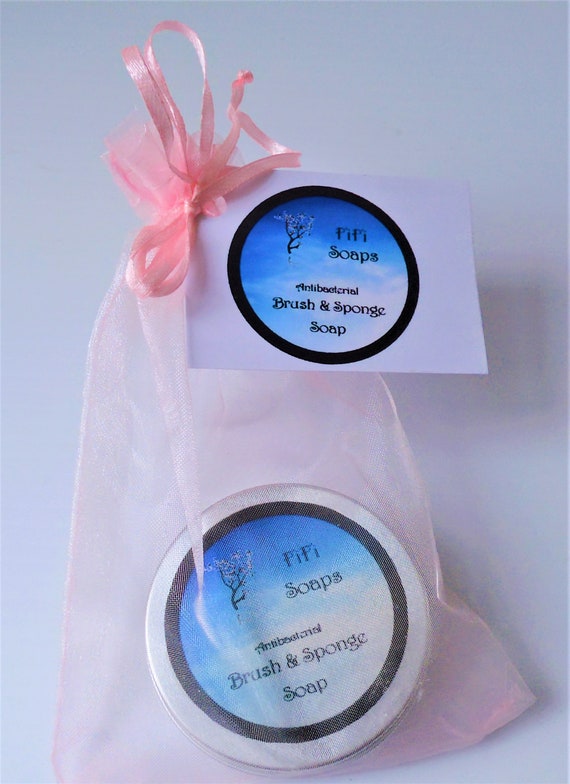 FiFi
Soaps
Antibacterial
Brush & Sponge
Soap
FiFi
Soaps
Antibacterial
Brush & Sponge
Soap